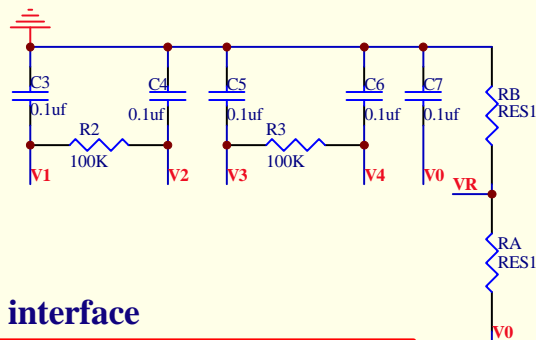 C3
0.1uf
C4
0.1uf
C5
0.1uf
C6
0.1uf
C7
0.1uf
RB
RES1
R2
100K
R3
100K
V1
V2
V3
V4
V0
VR
RA
RES1
interface
V0